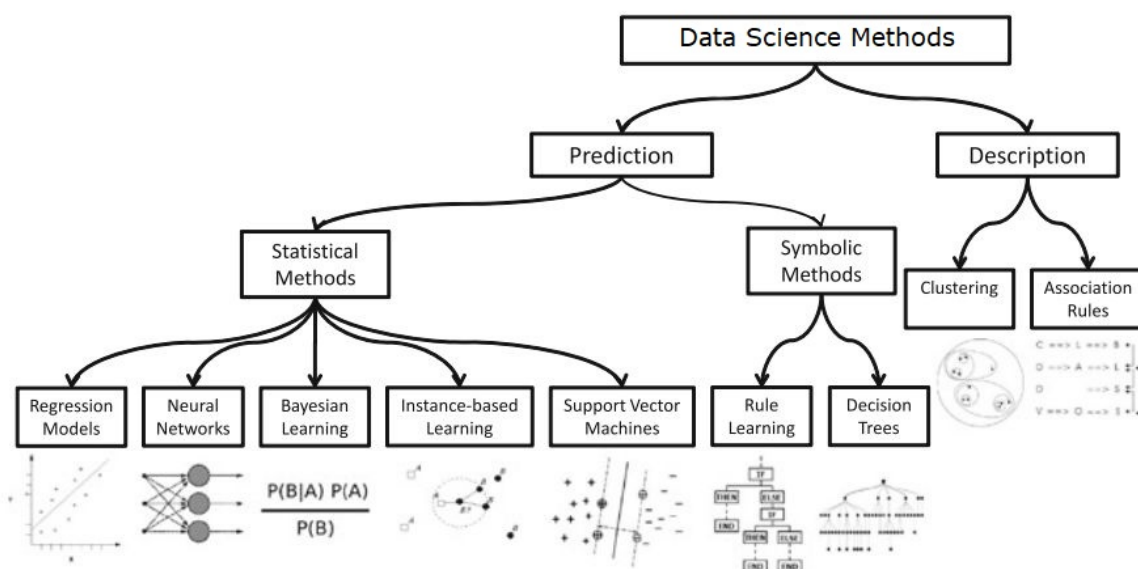 Data Science Methods
Prediction
Description
Statistical
Methods
Symbolic
Methods
Clustering
Association
Rules
Regression
Models
Neural
Networks
Bayesian
Learning
Instance-based
Learning
Support Vector
Machines
Rule
Learning
Decision
Trees
C ==> L ==> B
D ==> A ==> L
D ==> S
V ==> O ==> I
P(B|A) P(A)
P(B)
IF
THEN
ELSE
IF
END
THEN
ELSE
END
END